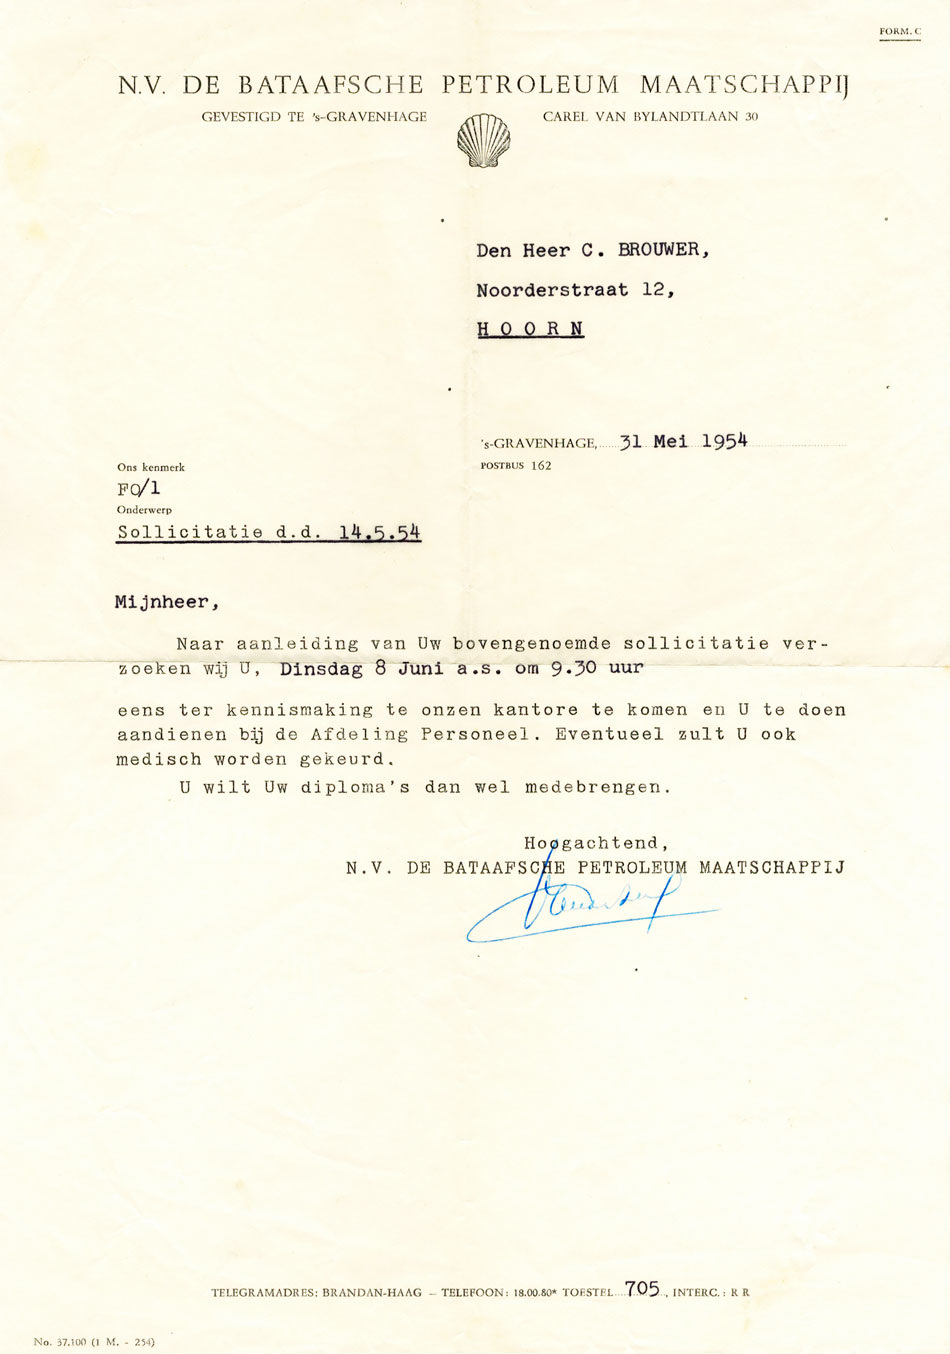 FORM. C
N.V. DE BATAAFSCHE PETROLEUM MAATSCHAPPIJ
GEVESTIGD TE 's-GRAVENHAGE CAREL VAN BYLANDTLAAN 30
Den Heer C. BROUWER,
Noorderstraat 12,
H O O R N
's-GRAVENHAGE, 31 Mei 1954
POSTBUS 162
Ons kenmerk
FO/1
Onderwerp
Sollicitatie d.d. 14.5.54
Mijnheer,
Naar aanleiding van Uw bovengenoemde sollicitatie ver-
zoeken wij U, Dinsdag 8 Juni a.s. om 9.30 uur
eens ter kennismaking te onzen kantore te komen en U te doen
aandienen bij de Afdeling Personeel. Eventueel zult U ook
medisch worden gekeurd.
U wilt Uw diploma's dan wel medebrengen.
Hoogachtend,
N.V. DE BATAAFSCHE PETROLEUM MAATSCHAPPIJ
TELEGRAMADRES: BRANDAN-HAAG – TELEFOON: 18.00.80* TOESTEL 705, INTERC.: R R
No. 37.100 (1 M. - 254)